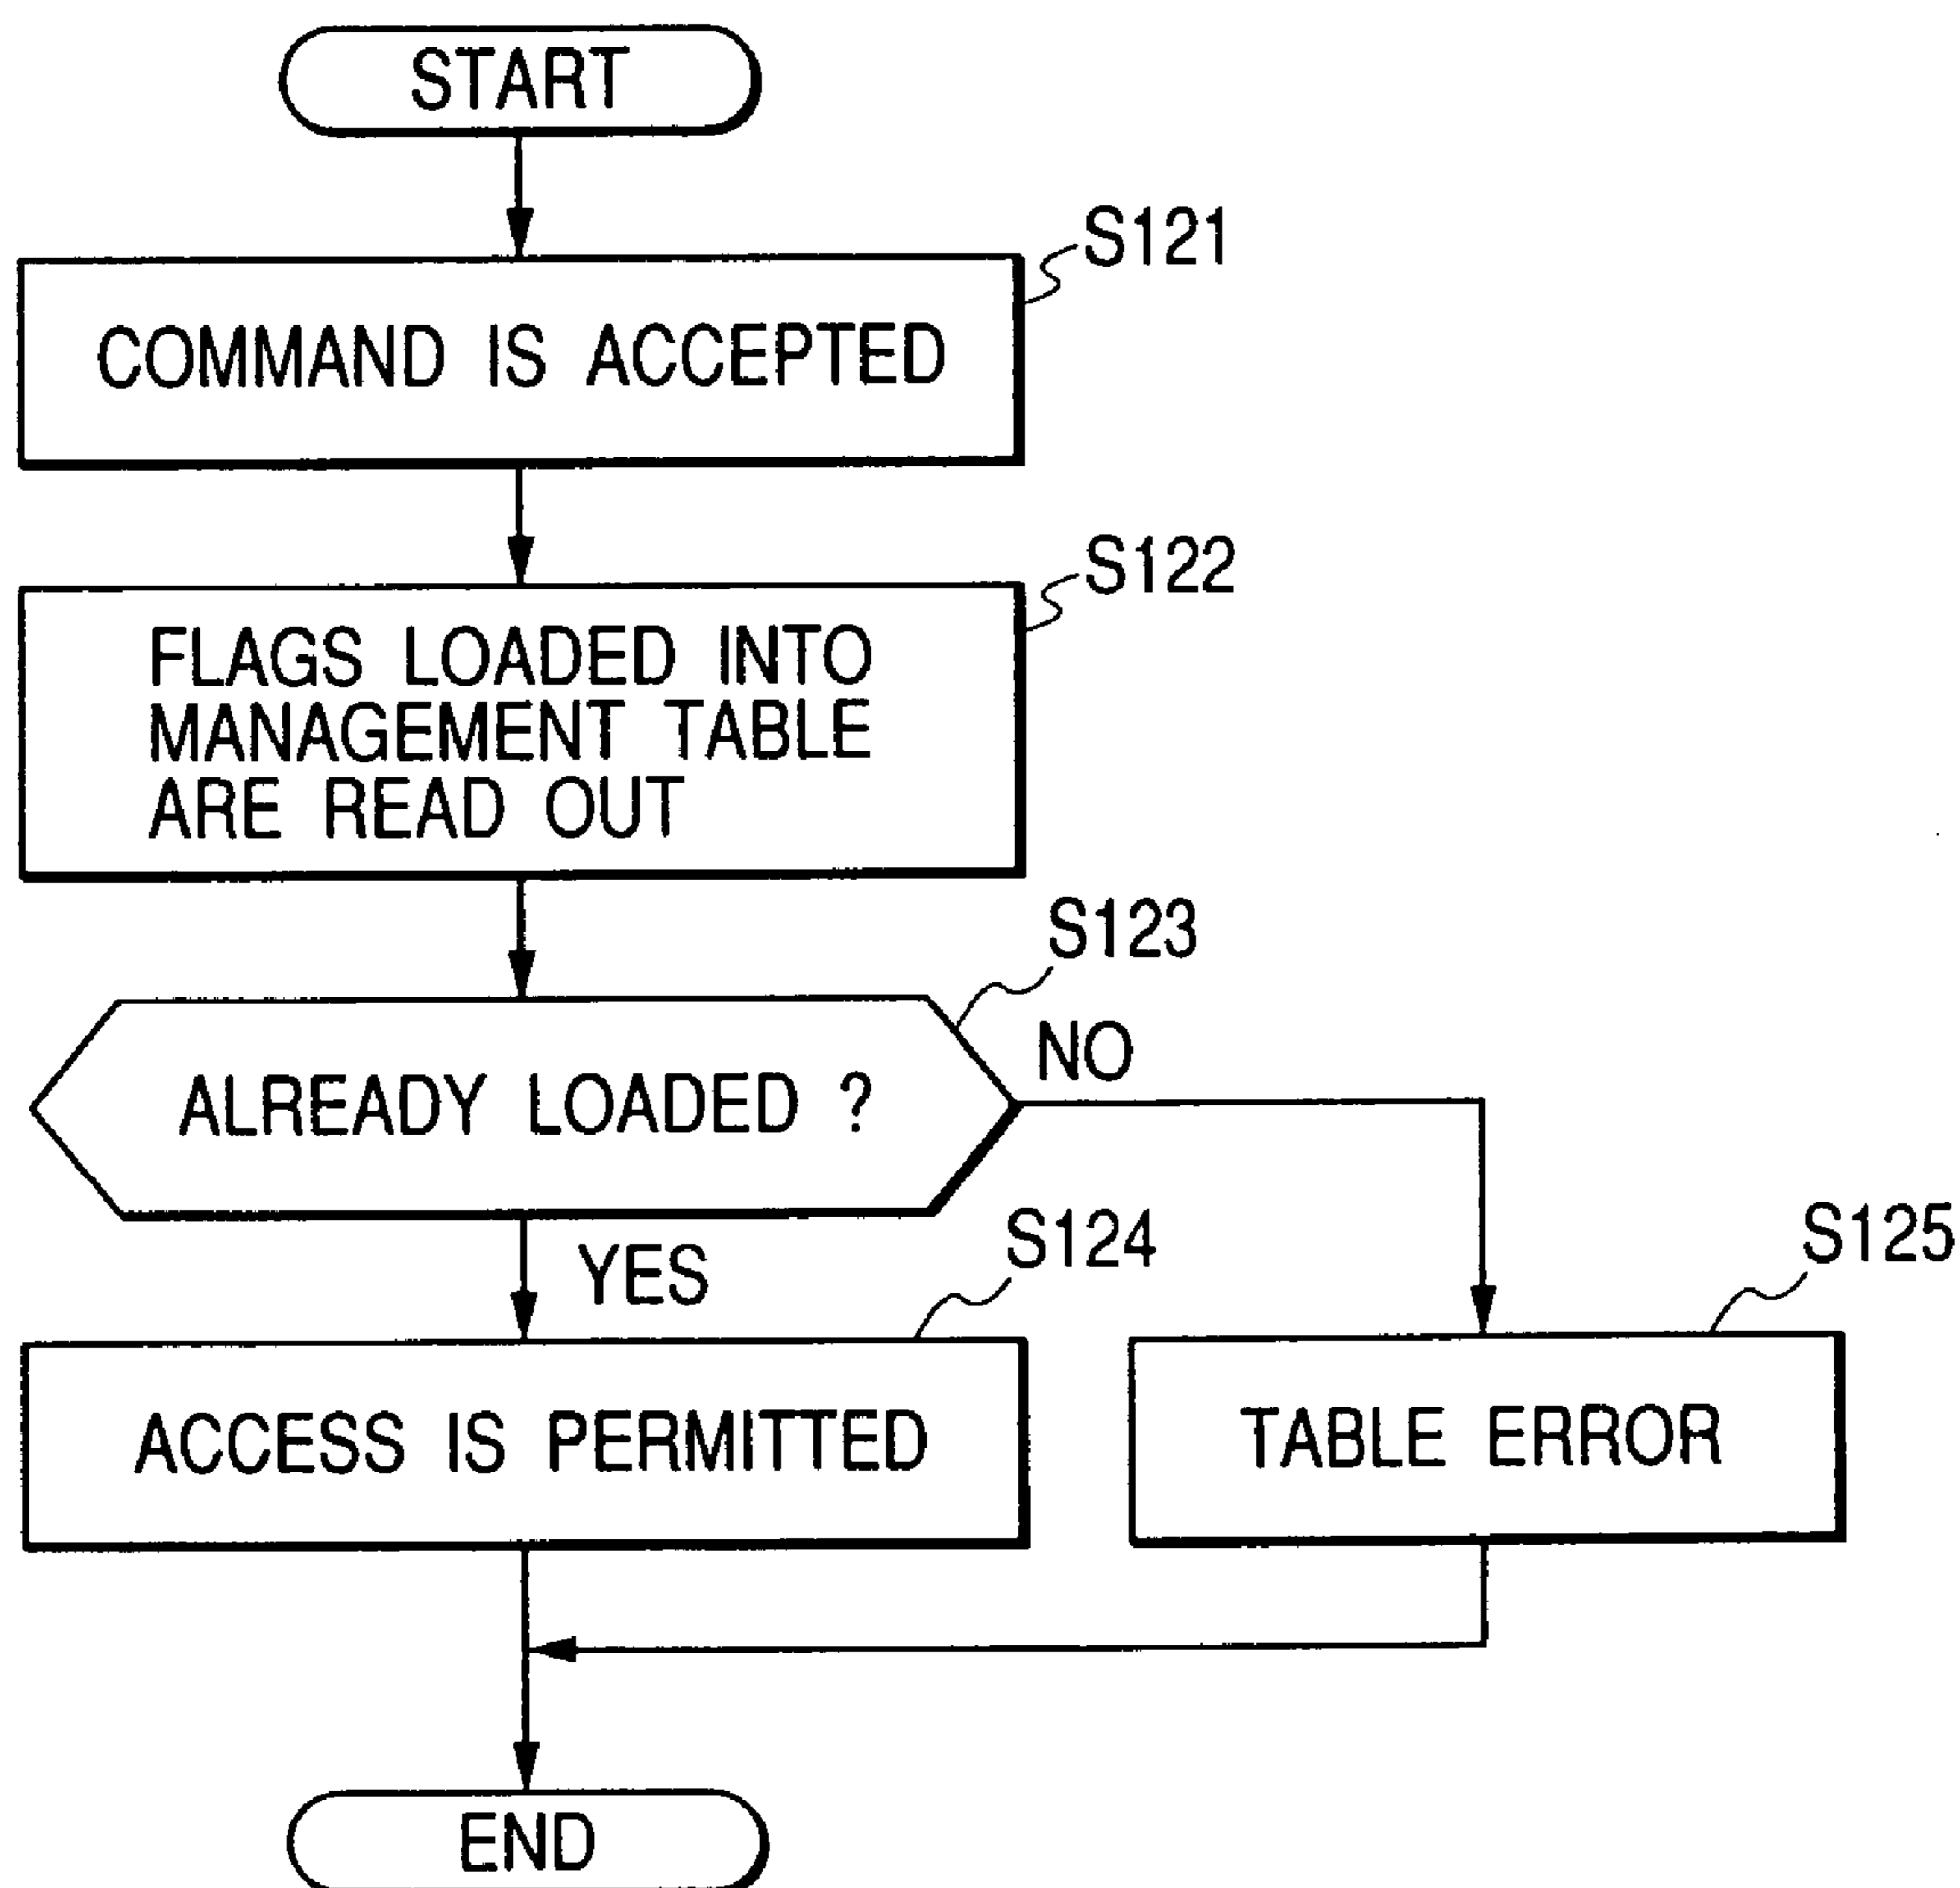 START
S121
COMMAND IS ACCEPTED
S122
FLAGS LOADED INTO
MANAGEMENT TABLE
ARE READ OUT
S123
NO
ALREADY LOADED ?
YES
S124
S125
ACCESS IS PERMITTED
TABLE ERROR
END